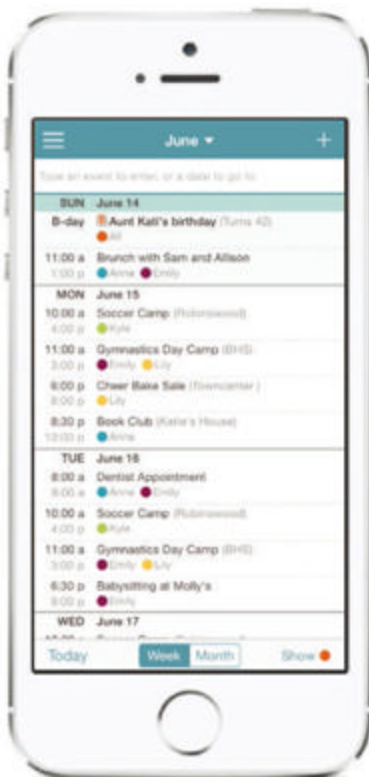 June
Type an event to enter, or a date to go to
SUN June 14
B-day Aunt Kati's birthday (Turns 42)
All
11:00 a Brunch with Sam and Allison
1:00 p Anne Emily
MON June 15
10:00 a Soccer Camp (Robinswood)
4:00 p Kyle
11:00 a Gymnastics Day Camp (BHS)
3:00 p Emily Lily
6:00 p Cheer Bake Sale (Towncenter )
8:00 p Lily
8:30 p Book Club (Katie's House)
10:00 p Anne
TUE June 16
8:00 a Dentist Appointment
9:00 a Anne Emily
10:00 a Soccer Camp (Robinswood)
4:00 p Kyle
11:00 a Gymnastics Day Camp (BHS)
3:00 p Emily Lily
6:30 p Babysitting at Molly's
9:00 p Emily
WED June 17
Today Week Month Show